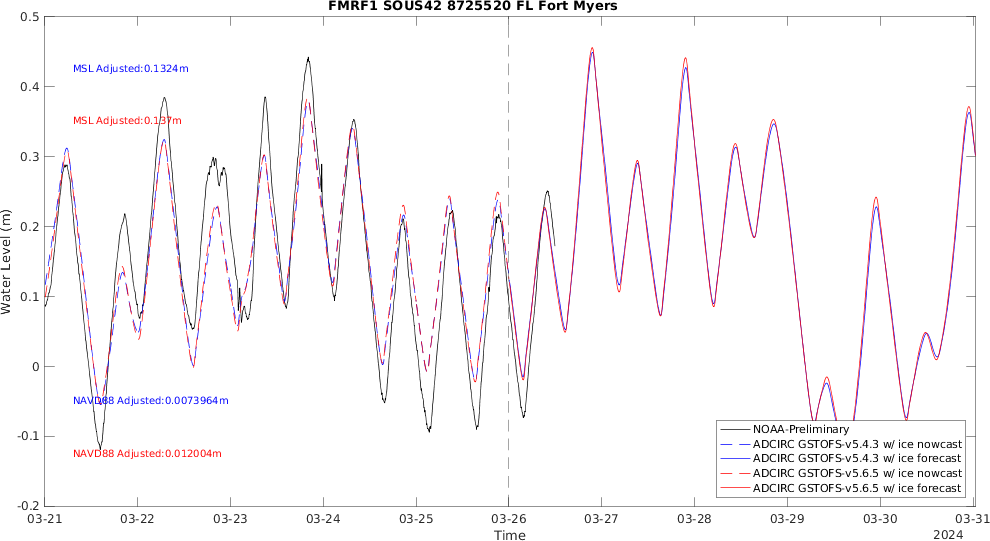 FMRF1 SOUS42 8725520 FL Fort Myers
0.5
0.4
0.3
0.2
0.1
0
-0.1
-0.2
Water Level (m)
MSL Adjusted:0.1324m
MSL Adjusted:0.137m
NAVD88 Adjusted:0.0073964m
NAVD88 Adjusted:0.012004m
NOAA-Preliminary
ADCIRC GSTOFS-v5.4.3 w/ ice nowcast
ADCIRC GSTOFS-v5.4.3 w/ ice forecast
ADCIRC GSTOFS-v5.6.5 w/ ice nowcast
ADCIRC GSTOFS-v5.6.5 w/ ice forecast
03-21 03-22 03-23 03-24 03-25 03-26 03-27 03-28 03-29 03-30 03-31
Time
2024